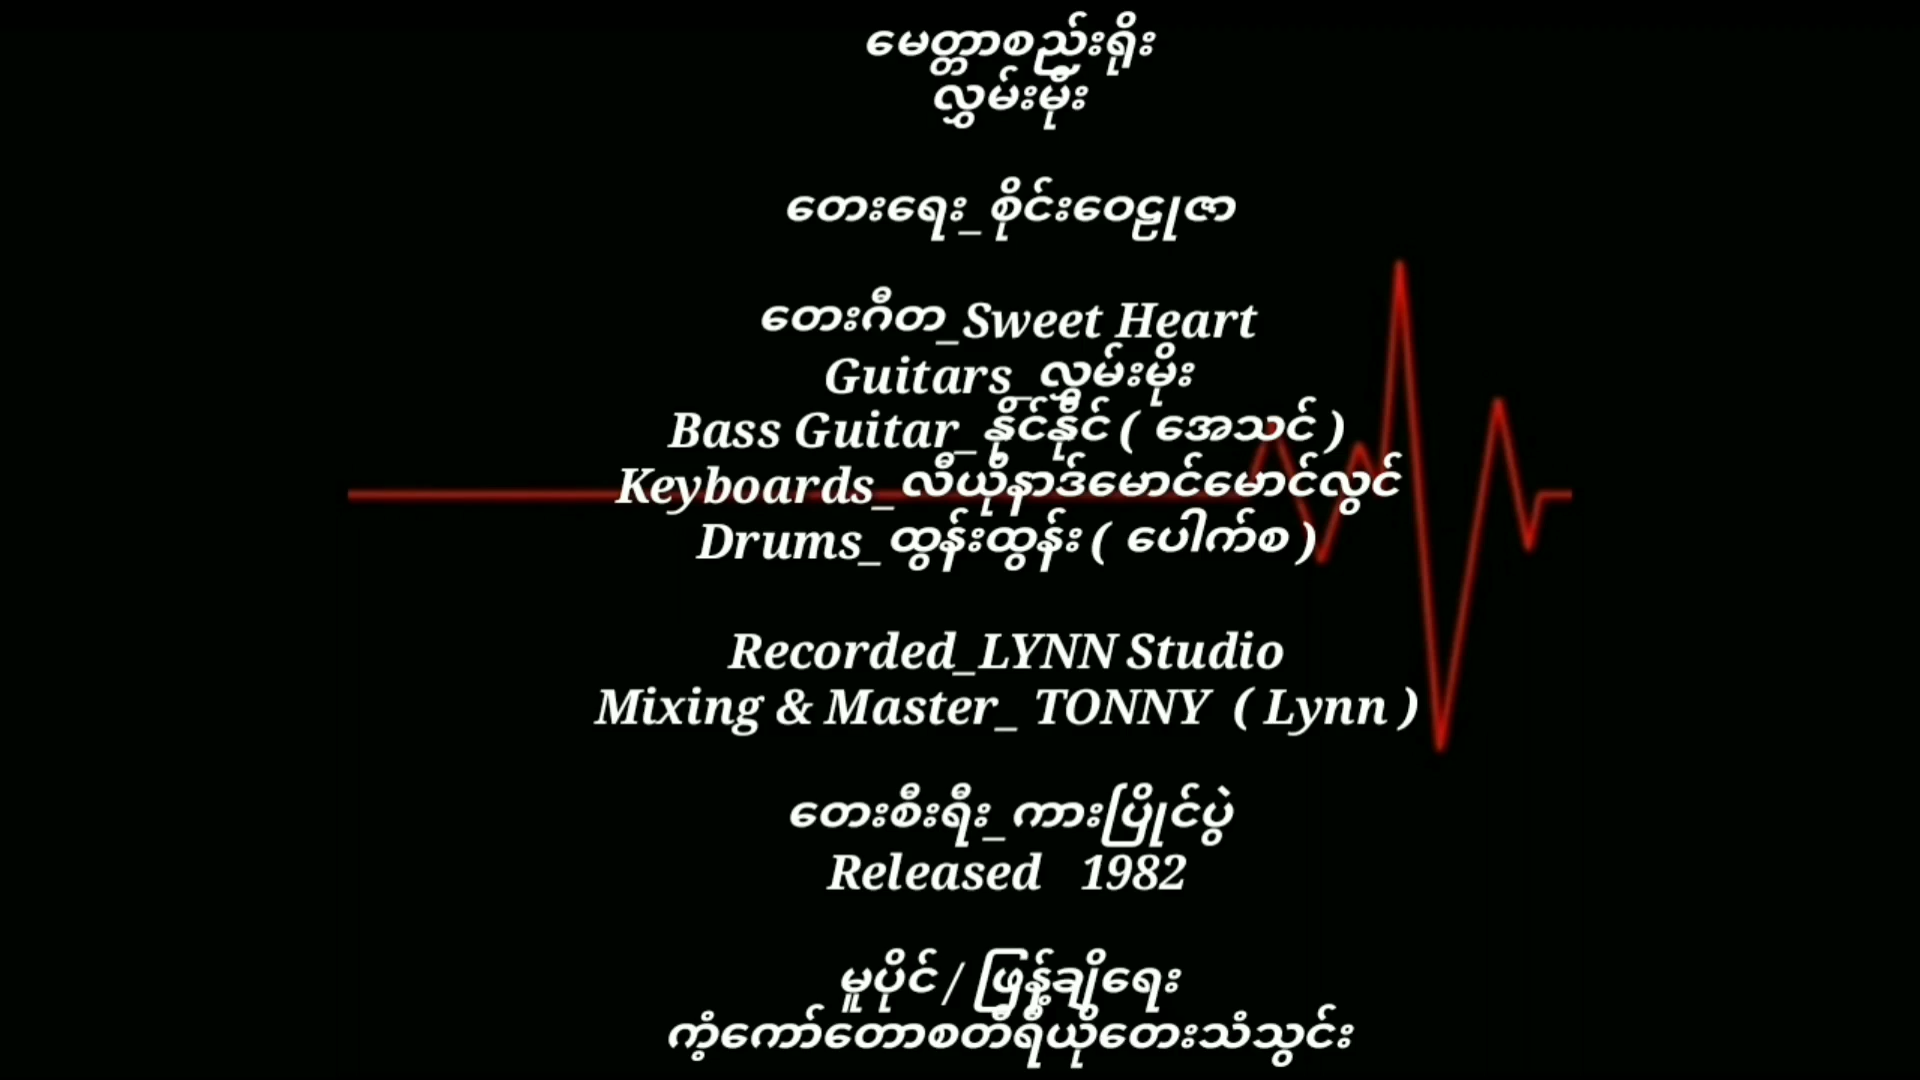 မေတ္တာစည်းရိုး
လွှမ်းမိုး
တေးရေး_စိုင်းဝေဠုဇာ
တေးဂီတ_Sweet Heart
Guitars_လွှမ်းမိုး
Bass Guitar_နိုင်နိုင် ( အေသင် )
Keyboards_လီယိုနာဒ်မောင်မောင်လွင်
Drums_ထွန်းထွန်း ( ပေါက်စ )
Recorded_LYNN Studio
Mixing & Master_ TONNY ( Lynn )
တေးစီးရီး_ကားပြိုင်ပွဲ
Released 1982
မူပိုင် / ဖြန့်ချိရေး
ကံ့ကော်တောစတီရီယိုတေးသံသွင်း